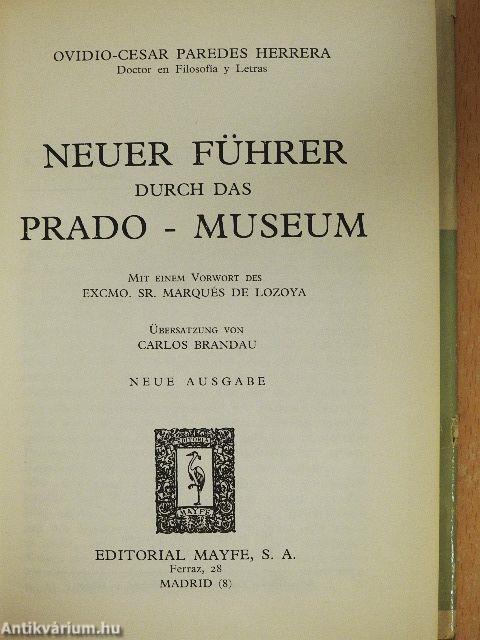 OVIDIO-CESAR PAREDES HERRERA
Doctor en Filosofía y Letras
NEUER FÜHRER
DURCH DAS
PRADO - MUSEUM
MIT EINEM VORWORT DES
EXCMO. SR. MARQUÉS DE LOZOYA
ÜBERSATZUNG VON
CARLOS BRANDAU
NEUE AUSGABE
EDITORIAL
MAYFE
EDITORIAL MAYFE, S. A.
Ferraz, 28
MADRID (8)
Antikvárium.hu